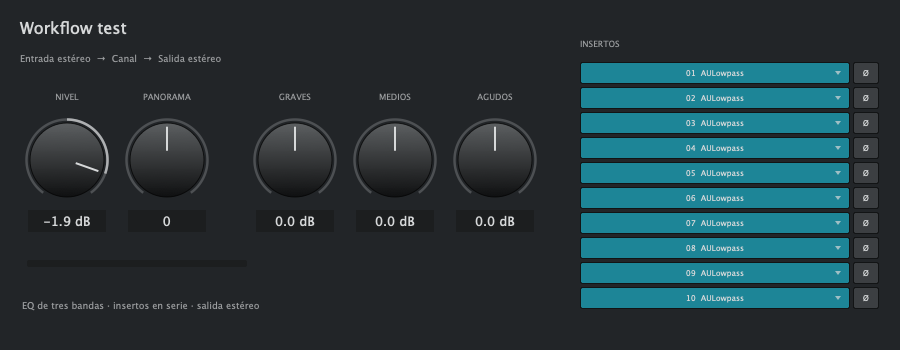 Workflow test
Entrada estéreo → Canal → Salida estéreo
NIVEL PANORAMA GRAVES MEDIOS AGUDOS
-1.9 dB 0 0.0 dB 0.0 dB 0.0 dB
EQ de tres bandas · insertos en serie · salida estéreo
INSERTOS
01 AULowpass Ø
02 AULowpass Ø
03 AULowpass Ø
04 AULowpass Ø
05 AULowpass Ø
06 AULowpass Ø
07 AULowpass Ø
08 AULowpass Ø
09 AULowpass Ø
10 AULowpass Ø